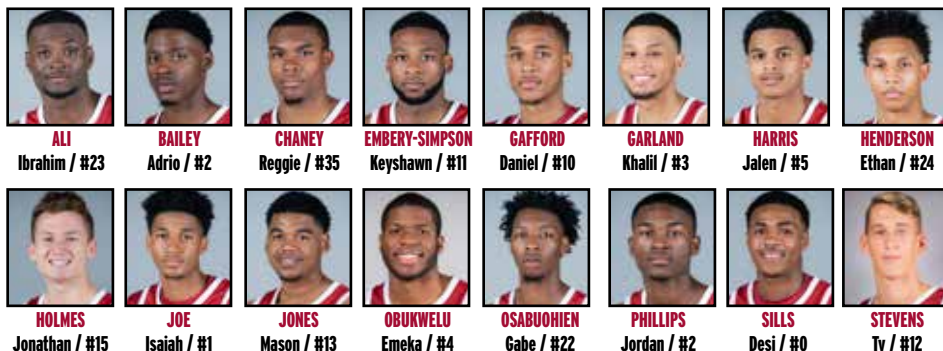 ALI BAILEY CHANEY EMBERY-SIMPSON GAFFORD GARLAND HARRIS HENDERSON
Ibrahim / #23 Adrio / #2 Reggie / #35 Keyshawn / #11 Daniel / #10 Khalil / #3 Jalen / #5 Ethan / #24
HOLMES JOE JONES OBUKWELU OSABUOHIEN PHILLIPS SILLS STEVENS
Jonathan / #15 Isaiah / #1 Mason / #13 Emeka / #4 Gabe / #22 Jordan / #2 Desi / #0 Ty / #12